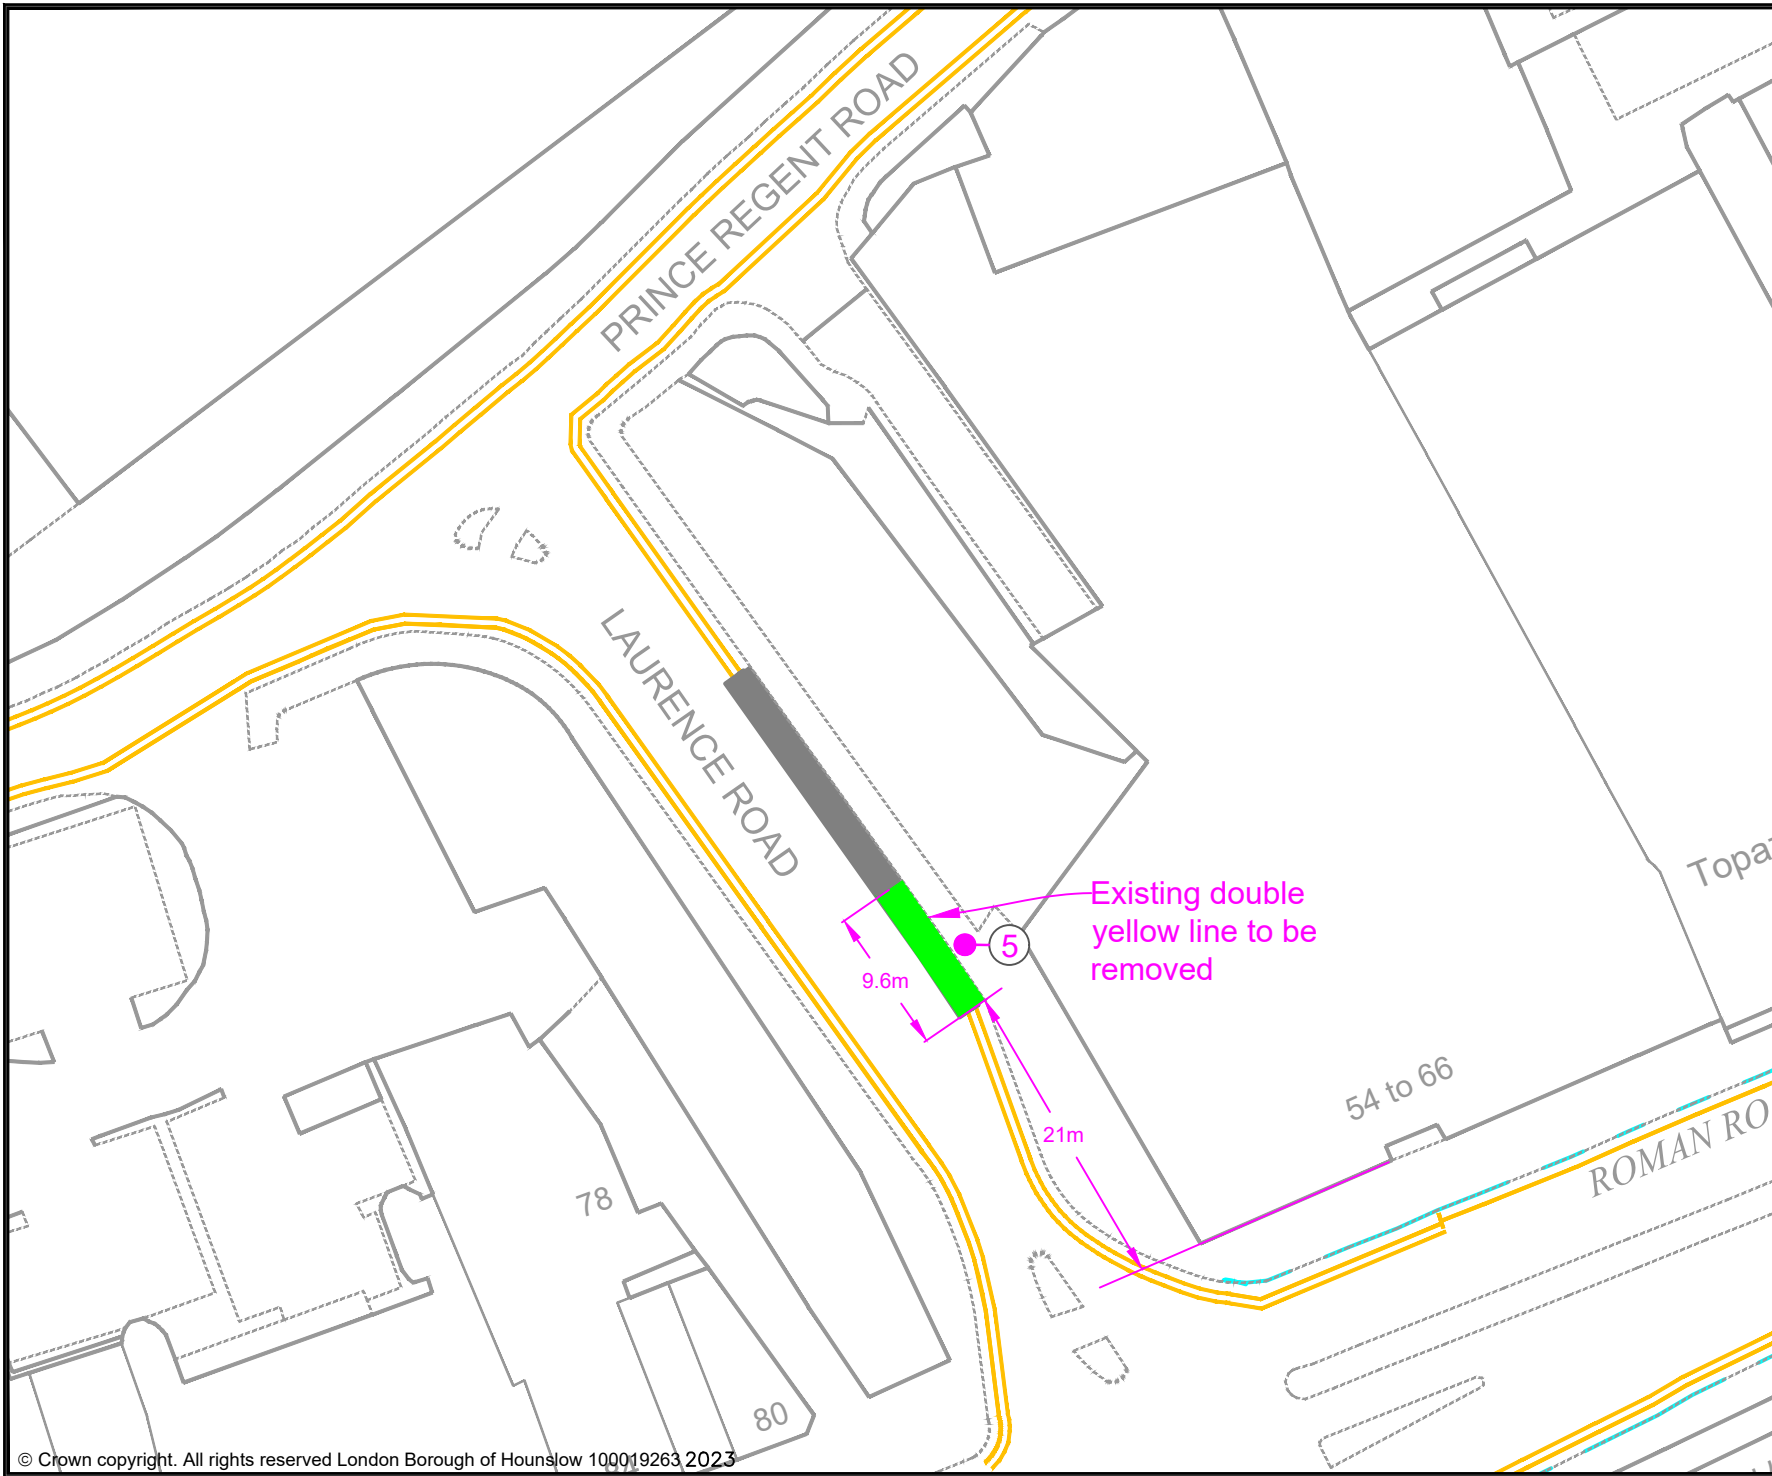 PRINCE REGENT ROAD
LAURENCE ROAD
Existing double
yellow line to be
removed
5
9.6m
21m
54 to 66
ROMAN RO
78
80
© Crown copyright. All rights reserved London Borough of Hounslow 100019263 2023